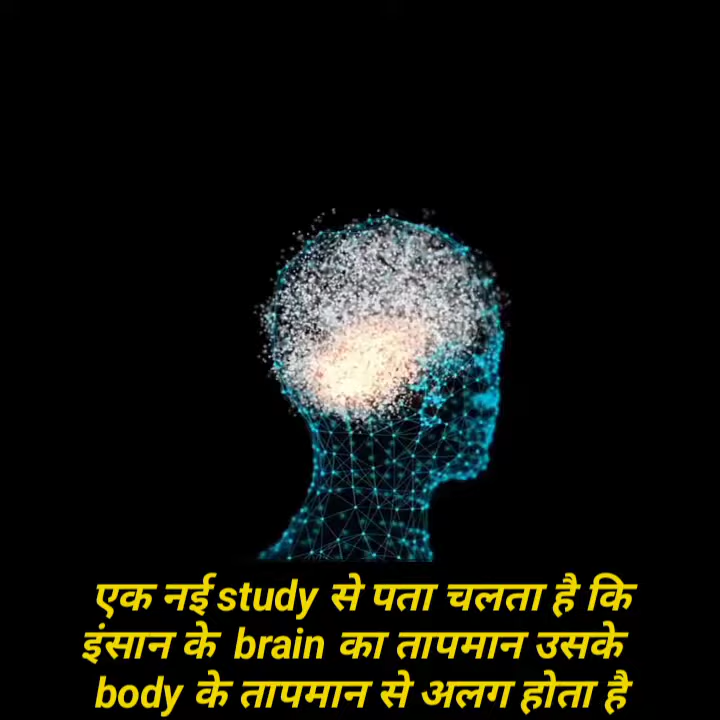 एक नई study से पता चलता है कि
इंसान के brain का तापमान उसके
body के तापमान से अलग होता है